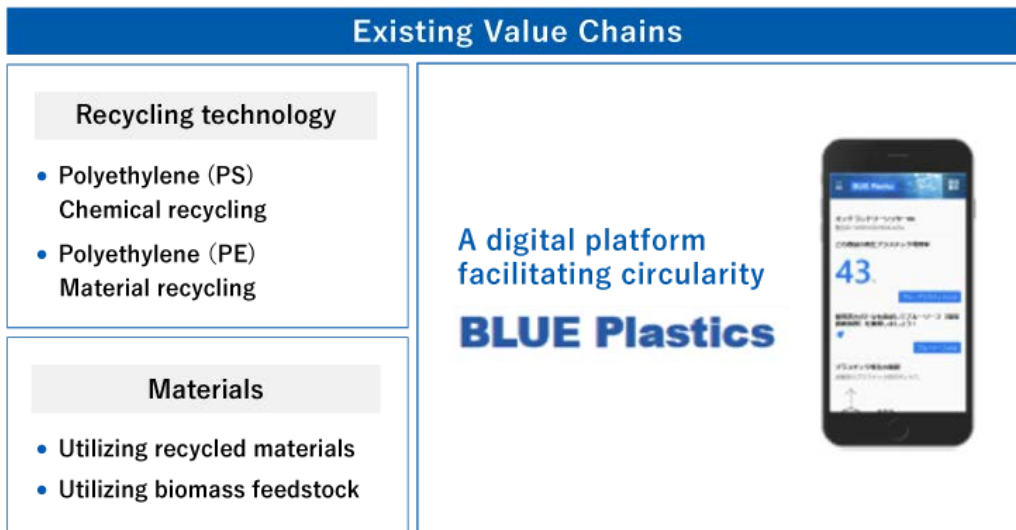 Existing Value Chains
Recycling technology
• Polyethylene (PS)
Chemical recycling
• Polyethylene (PE)
Material recycling
Materials
• Utilizing recycled materials
• Utilizing biomass feedstock
A digital platform
facilitating circularity
BLUE Plastics
BLUE Plastics
43